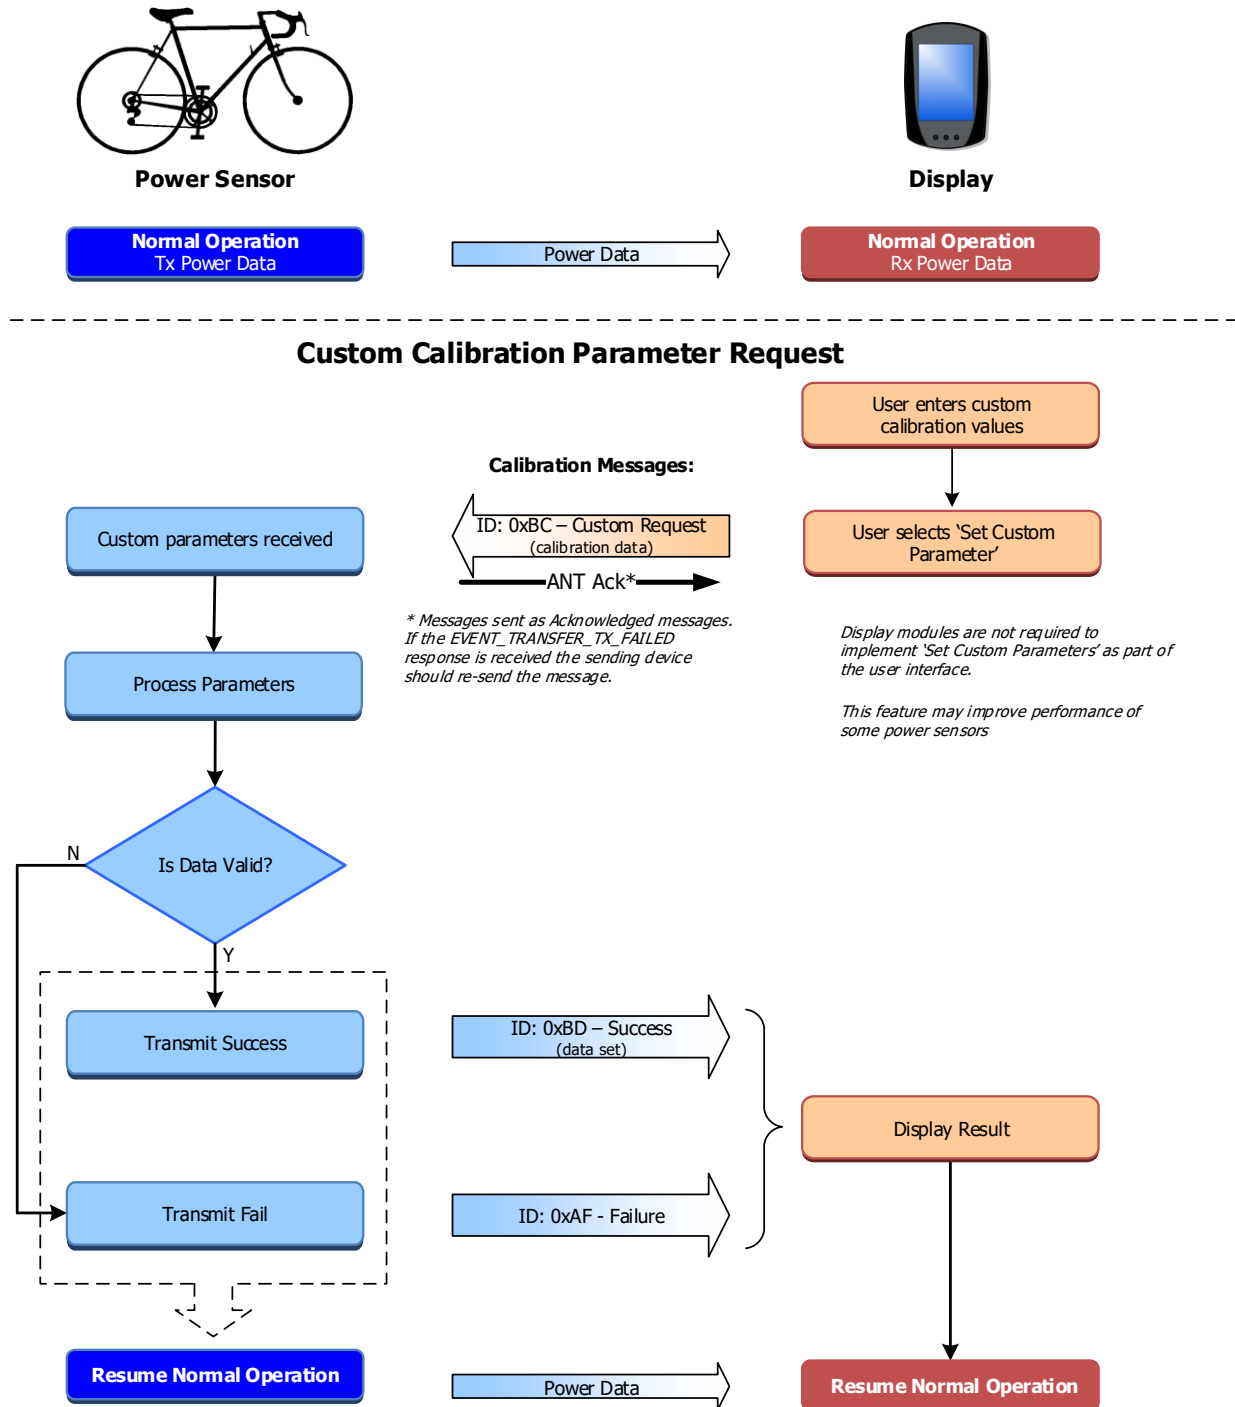 Power Sensor
Display
Normal Operation
Tx Power Data
Power Data
Normal Operation
Rx Power Data
Custom Calibration Parameter Request
User enters custom
calibration values
Calibration Messages:
Custom parameters received
ID: 0xBC – Custom Request
(calibration data)
User selects ‘Set Custom
Parameter’
ANT Ack*
* Messages sent as Acknowledged messages.
If the EVENT_TRANSFER_TX_FAILED
response is received the sending device
should re-send the message.
Display modules are not required to
implement ‘Set Custom Parameters’ as part of
the user interface.
This feature may improve performance of
some power sensors
Process Parameters
N
Is Data Valid?
Y
Transmit Success
ID: 0xBD – Success
(data set)
Display Result
Transmit Fail
ID: 0xAF - Failure
Resume Normal Operation
Power Data
Resume Normal Operation